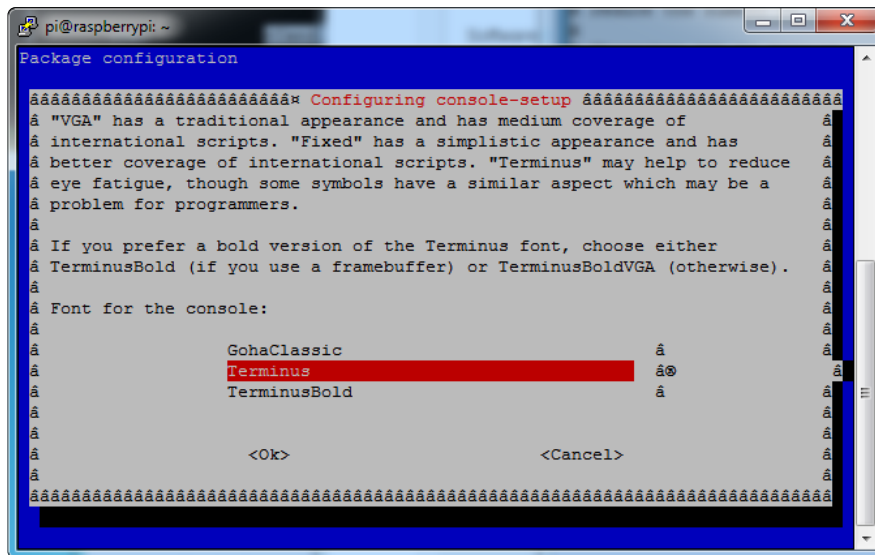 pi@raspberrypi: ~
Package configuration
âââââââââââââââââââââââââ¤ Configuring console-setup âââââââââââââââââââââââââ
â "VGA" has a traditional appearance and has medium coverage of â
â international scripts. "Fixed" has a simplistic appearance and has â
â better coverage of international scripts. "Terminus" may help to reduce â
â eye fatigue, though some symbols have a similar aspect which may be a â
â problem for programmers. â
â â
â If you prefer a bold version of the Terminus font, choose either â
â TerminusBold (if you use a framebuffer) or TerminusBoldVGA (otherwise). â
â â
â Font for the console: â
â â
â GohaClassic â â
â Terminus â® â
â TerminusBold â â
â â
â â
â <Ok> <Cancel> â
â â
âââââââââââââââââââââââââââââââââââââââââââââââââââââââââââââââââââââââââââââ